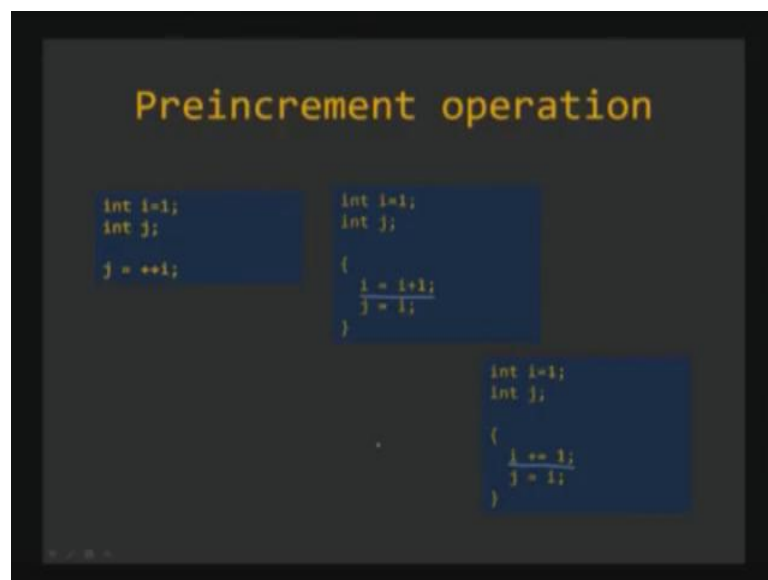 Preincrement operation
int i=1;
int j;
j = ++i;
int i=1;
int j;
{
i = i+1;
j = i;
}
int i=1;
int j;
{
i += 1;
j = i;
}